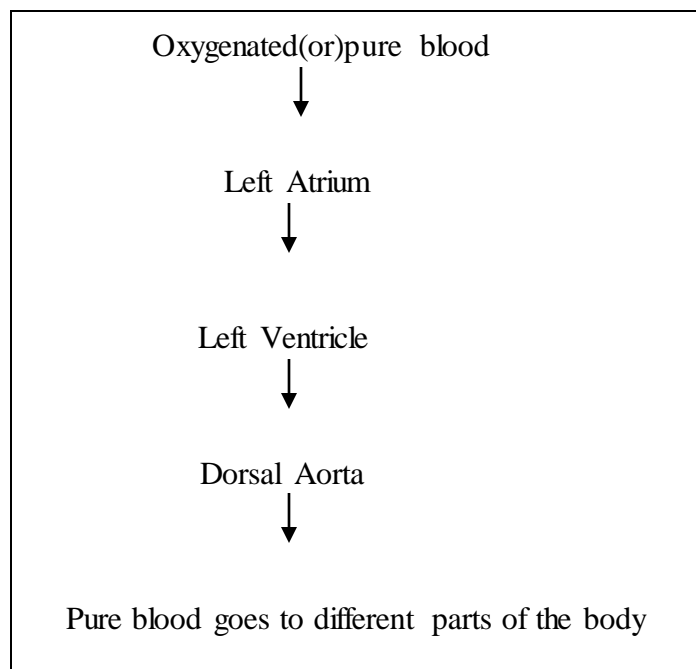 Oxygenated(or)pure blood
Left Atrium
Left Ventricle
Dorsal Aorta
Pure blood goes to different parts of the body